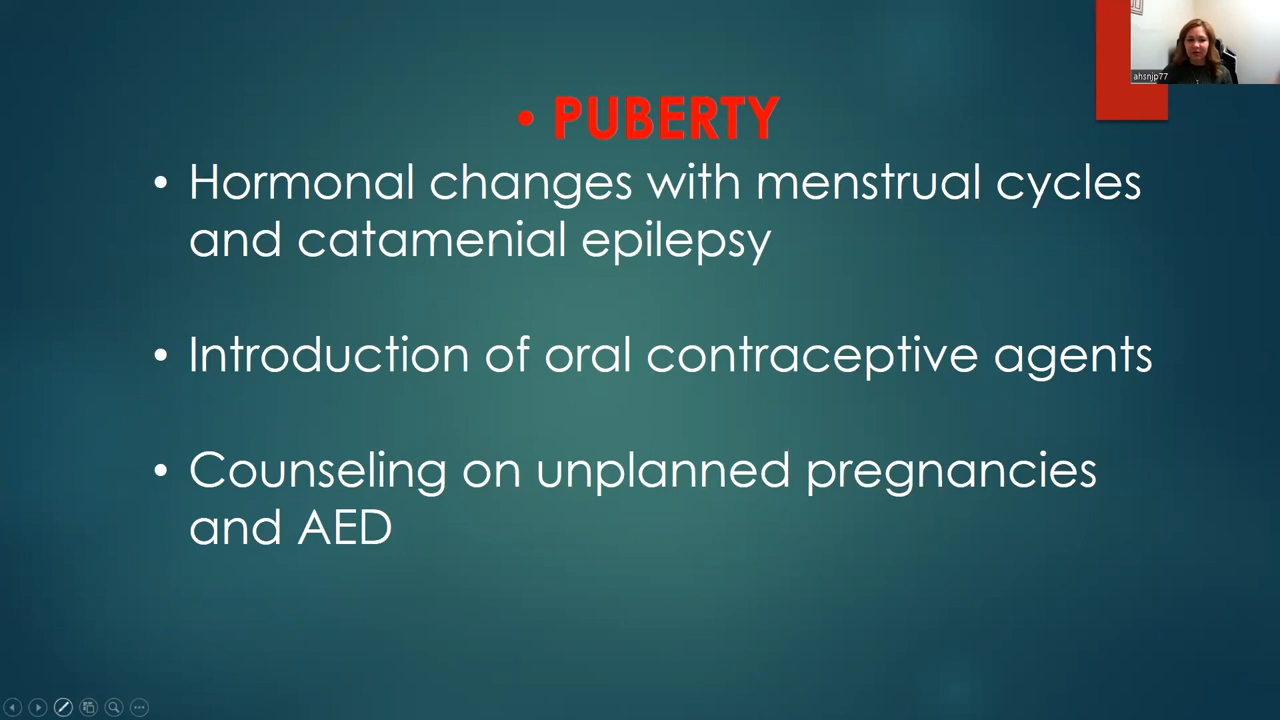 ahsnjp77
• PUBERTY
• Hormonal changes with menstrual cycles
and catamenial epilepsy
• Introduction of oral contraceptive agents
• Counseling on unplanned pregnancies
and AED